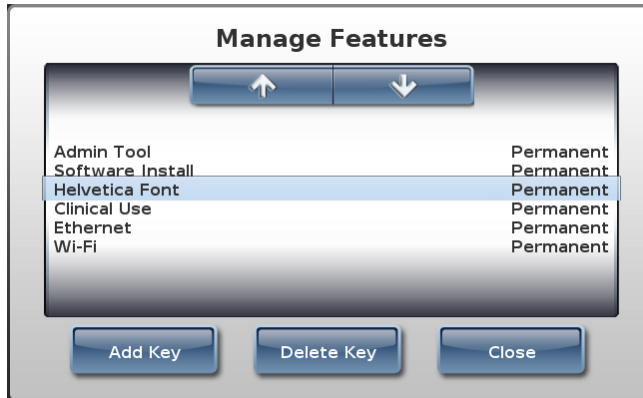 Manage Features
Admin Tool Permanent
Software Install Permanent
Helvetica Font Permanent
Clinical Use Permanent
Ethernet Permanent
Wi-Fi Permanent
Add Key Delete Key Close